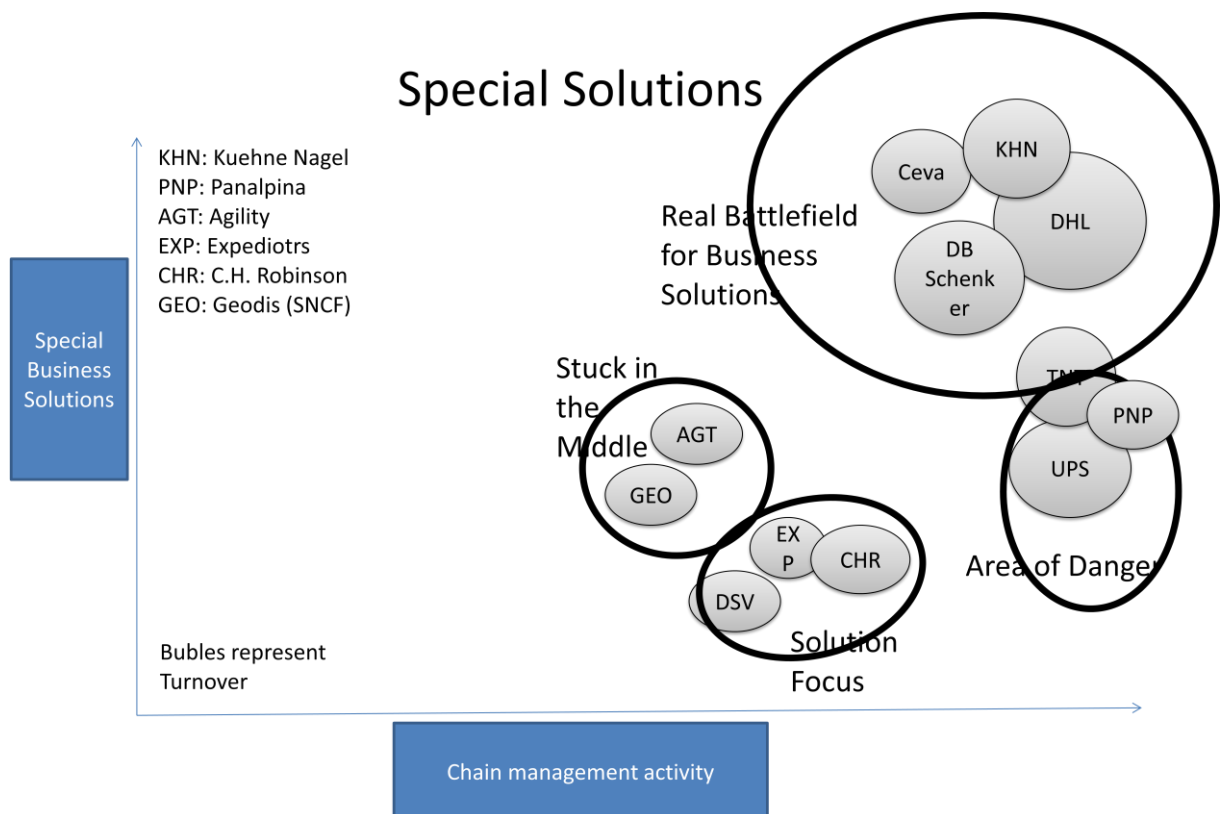 Special Solutions
KHN: Kuehne Nagel
PNP: Panalpina
AGT: Agility
EXP: Expediotrs
CHR: C.H. Robinson
GEO: Geodis (SNCF)
Special
Business
Solutions
Real Battlefield
for Business
Solutions
Ceva
KHN
DHL
DB
Schenk
er
TNT
PNP
UPS
Area of Danger
Stuck in
the
Middle
AGT
GEO
EX
P
CHR
DSV
Solution
Focus
Bubles represent
Turnover
Chain management activity